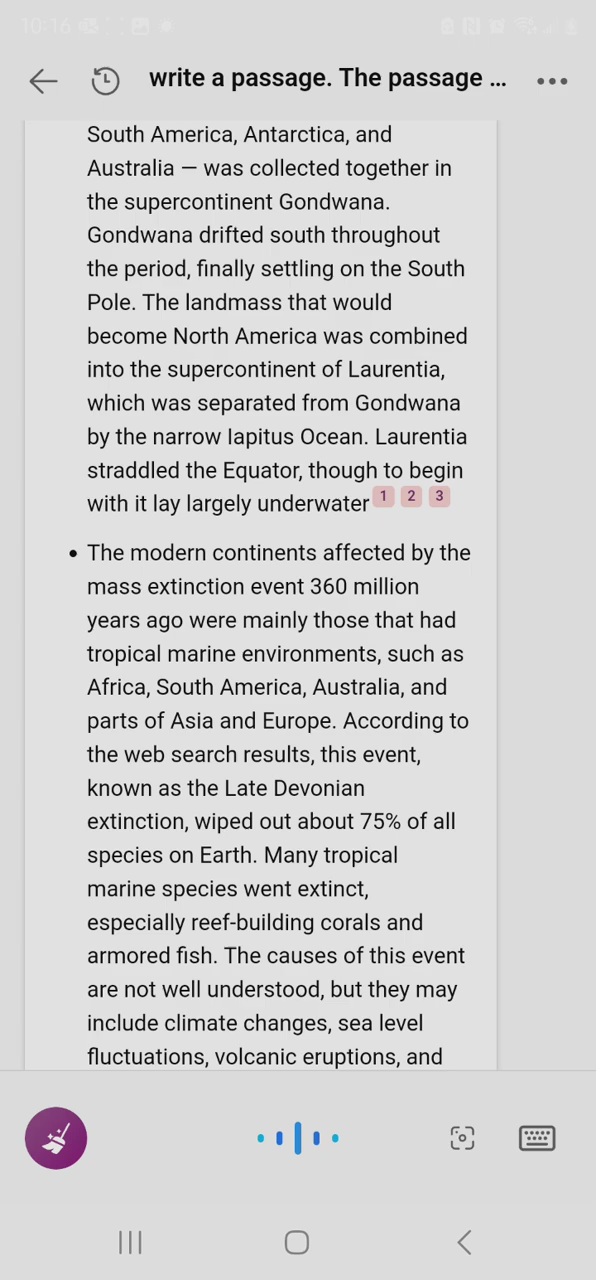 10:16
write a passage. The passage ...
South America, Antarctica, and
Australia — was collected together in
the supercontinent Gondwana.
Gondwana drifted south throughout
the period, finally settling on the South
Pole. The landmass that would
become North America was combined
into the supercontinent of Laurentia,
which was separated from Gondwana
by the narrow Iapitus Ocean. Laurentia
straddled the Equator, though to begin
with it lay largely underwater 1 2 3
• The modern continents affected by the
mass extinction event 360 million
years ago were mainly those that had
tropical marine environments, such as
Africa, South America, Australia, and
parts of Asia and Europe. According to
the web search results, this event,
known as the Late Devonian
extinction, wiped out about 75% of all
species on Earth. Many tropical
marine species went extinct,
especially reef-building corals and
armored fish. The causes of this event
are not well understood, but they may
include climate changes, sea level
fluctuations, volcanic eruptions, and